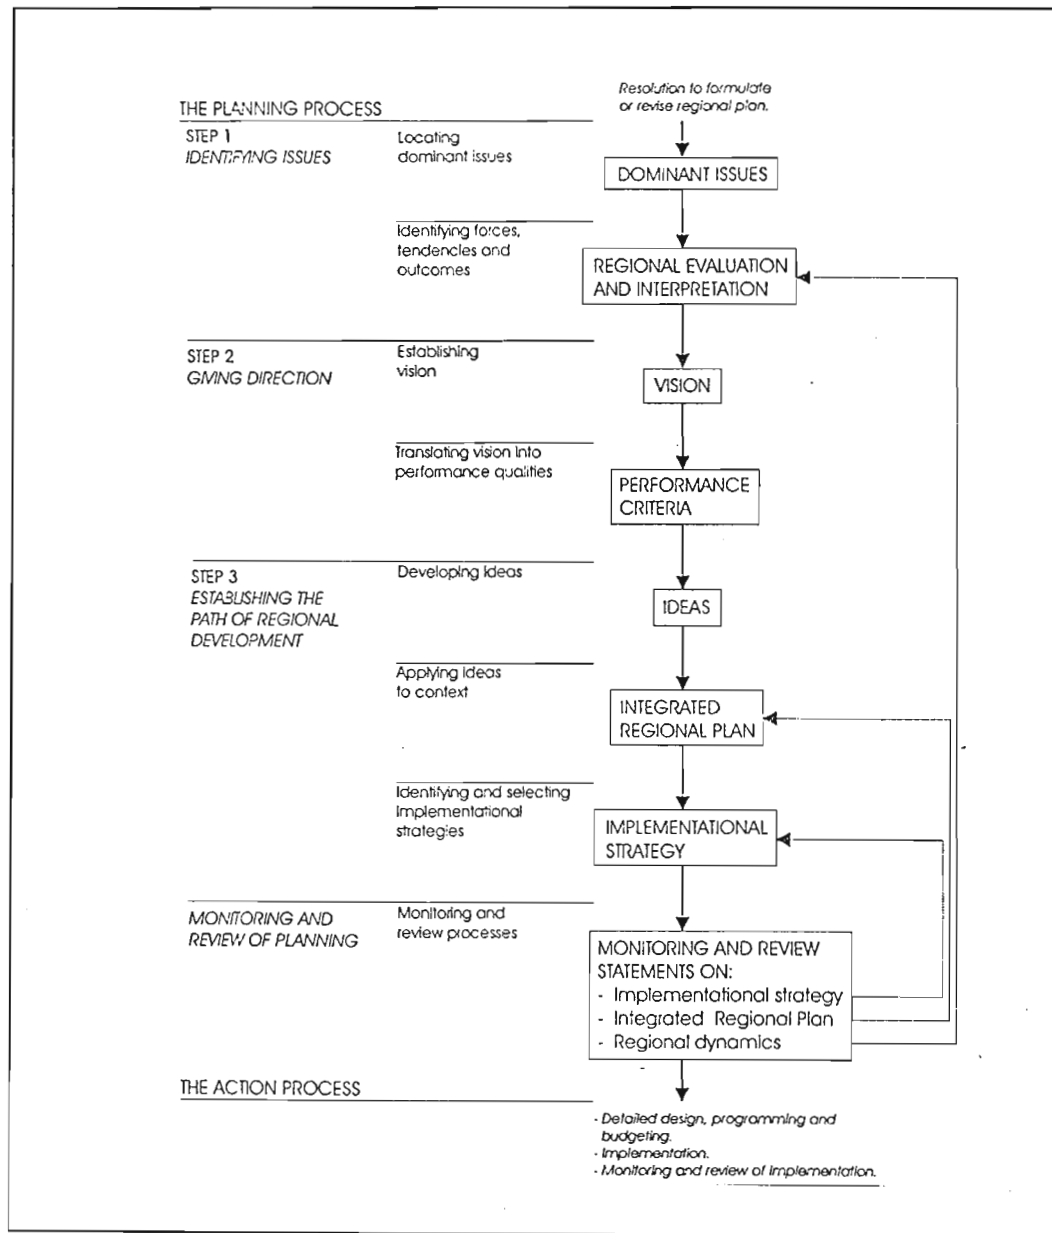 Resolution to formulate
or revise regional plan.
THE PLANNING PROCESS
STEP 1
IDENTIFYING ISSUES
Locating
dominant issues
DOMINANT ISSUES
Identifying forces,
tendencies and
outcomes
REGIONAL EVALUATION
AND INTERPRETATION
STEP 2
GIVING DIRECTION
Establishing
vision
VISION
Translating vision into
performance qualities
PERFORMANCE
CRITERIA
STEP 3
ESTABLISHING THE
PATH OF REGIONAL
DEVELOPMENT
Developing ideas
IDEAS
Applying ideas
to context
INTEGRATED
REGIONAL PLAN
Identifying and selecting
implementational
strategies
IMPLEMENTATIONAL
STRATEGY
MONITORING AND
REVIEW OF PLANNING
Monitoring and
review processes
MONITORING AND REVIEW
STATEMENTS ON:
- Implementational strategy
- Integrated Regional Plan
- Regional dynamics
THE ACTION PROCESS
- Detailed design, programming and
budgeting.
- Implementation.
- Monitoring and review of implementation.